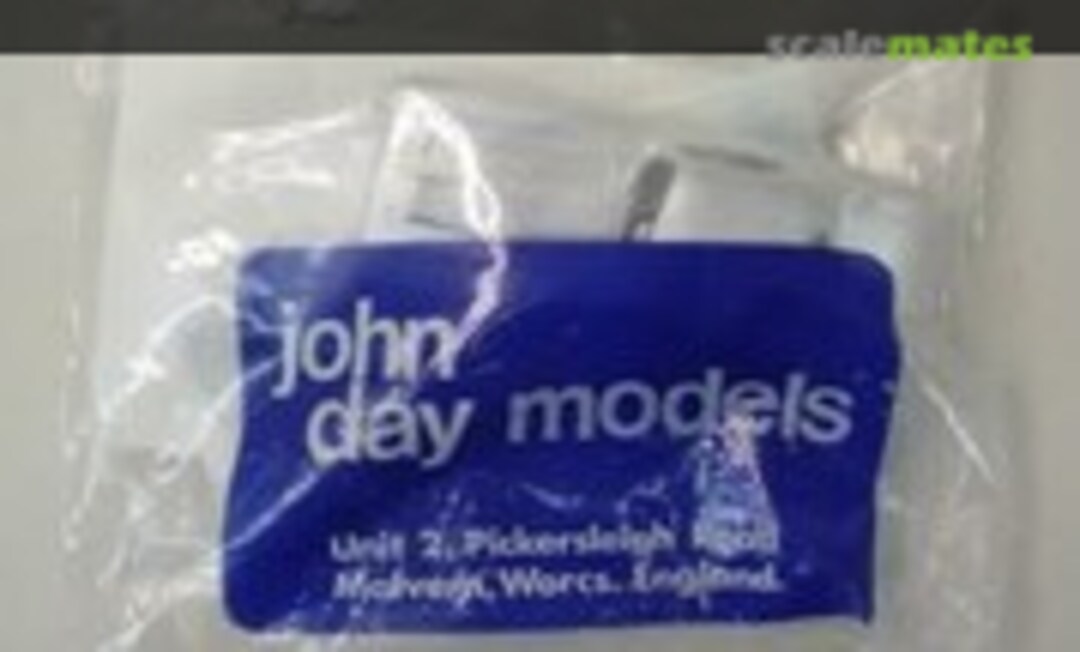 scalemates
john
day models
Unit 2, Pickersleigh Road
Malvern, Worcs. England.